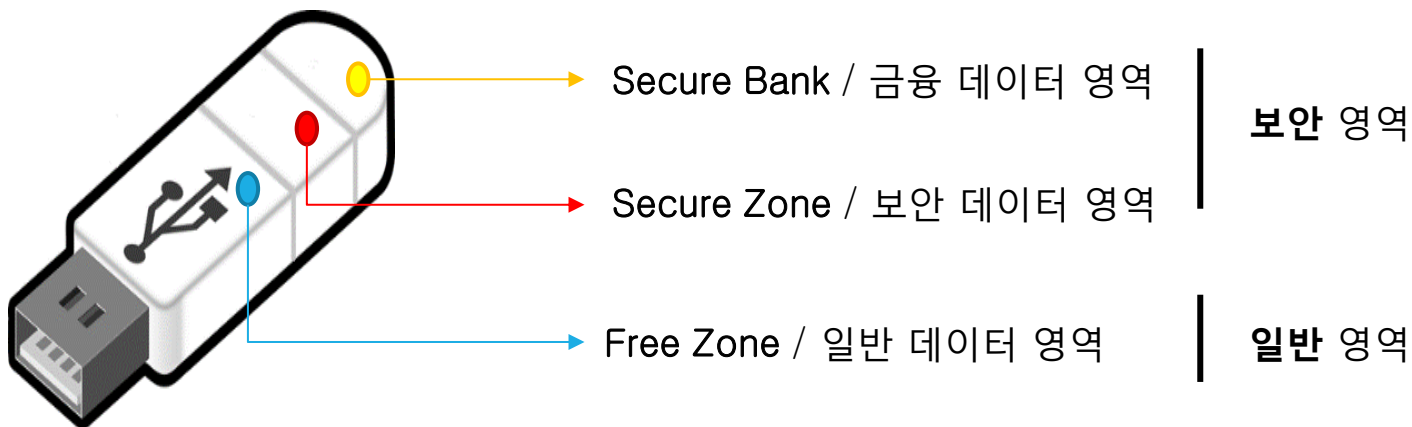 Secure Bank / 금융 데이터 영역
보안 영역
Secure Zone / 보안 데이터 영역
Free Zone / 일반 데이터 영역
일반 영역